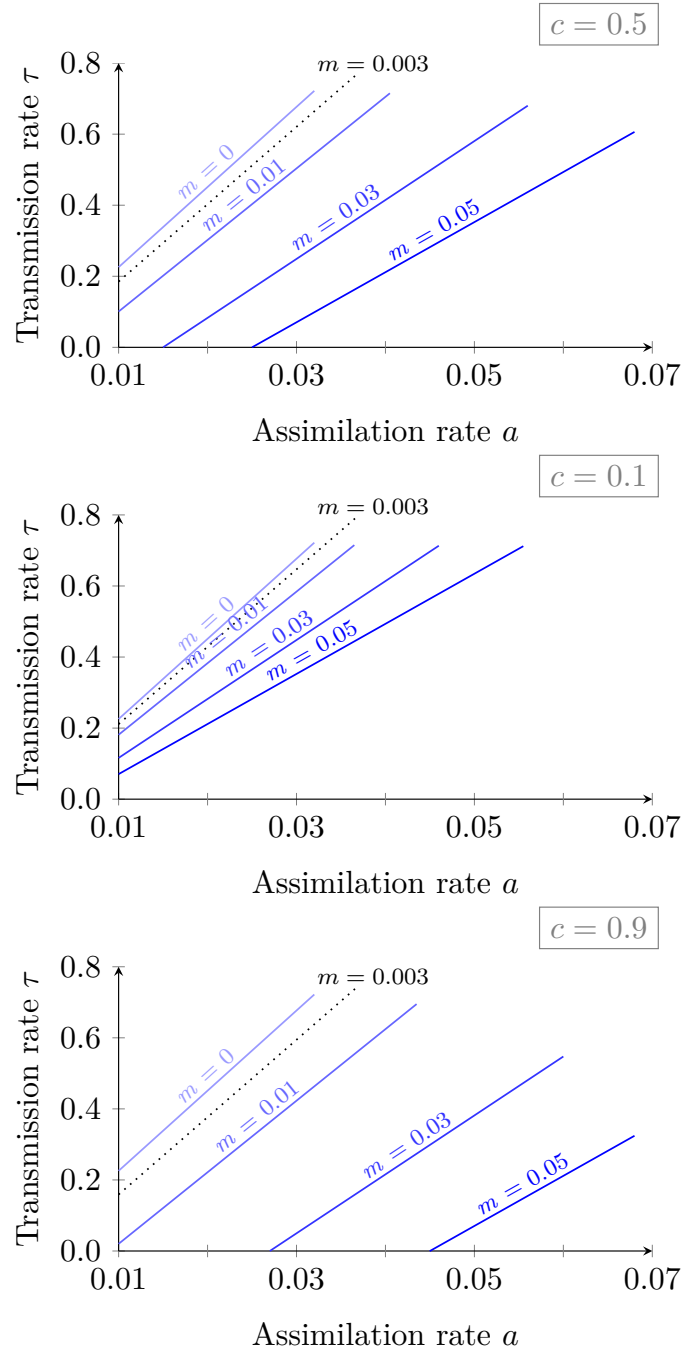 c = 0.5
Transmission rate τ
0.8
0.6
0.4
0.2
0.0
m = 0.003
m = 0
m = 0.01
m = 0.03
m = 0.05
0.01 0.03 0.05 0.07
Assimilation rate a
c = 0.1
Transmission rate τ
0.8
0.6
0.4
0.2
0.0
m = 0.003
m = 0
m = 0.01
m = 0.03
m = 0.05
0.01 0.03 0.05 0.07
Assimilation rate a
c = 0.9
Transmission rate τ
0.8
0.6
0.4
0.2
0.0
m = 0.003
m = 0
m = 0.01
m = 0.03
m = 0.05
0.01 0.03 0.05 0.07
Assimilation rate a